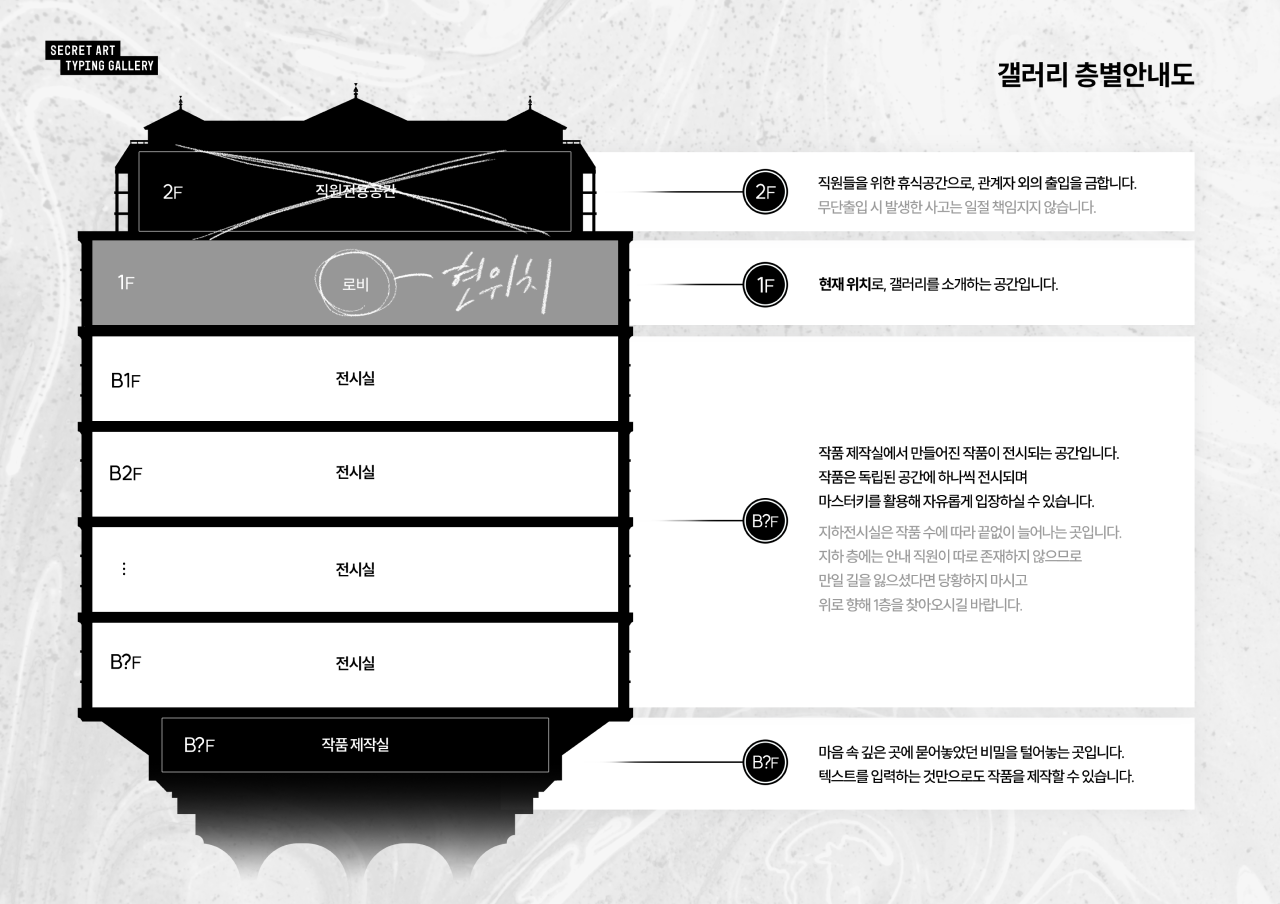 SECRET ART
TYPING GALLERY
갤러리 층별안내도
2F
직원전용공간
2F
직원들을 위한 휴식공간으로, 관계자 외의 출입을 금합니다.
무단출입 시 발생한 사고는 일절 책임지지 않습니다.
1F
로비
현위치
1F
현재 위치로, 갤러리를 소개하는 공간입니다.
B1F
전시실
B2F
전시실
⋮
전시실
B?F
전시실
B?F
작품 제작실에서 만들어진 작품이 전시되는 공간입니다.
작품은 독립된 공간에 하나씩 전시되며
마스터키를 활용해 자유롭게 입장하실 수 있습니다.
지하전시실은 작품 수에 따라 끝없이 늘어나는 곳입니다.
지하 층에는 안내 직원이 따로 존재하지 않으므로
만일 길을 잃으셨다면 당황하지 마시고
위로 향해 1층을 찾아오시길 바랍니다.
B?F
작품 제작실
B?F
마음 속 깊은 곳에 묻어놓았던 비밀을 털어놓는 곳입니다.
텍스트를 입력하는 것만으로도 작품을 제작할 수 있습니다.